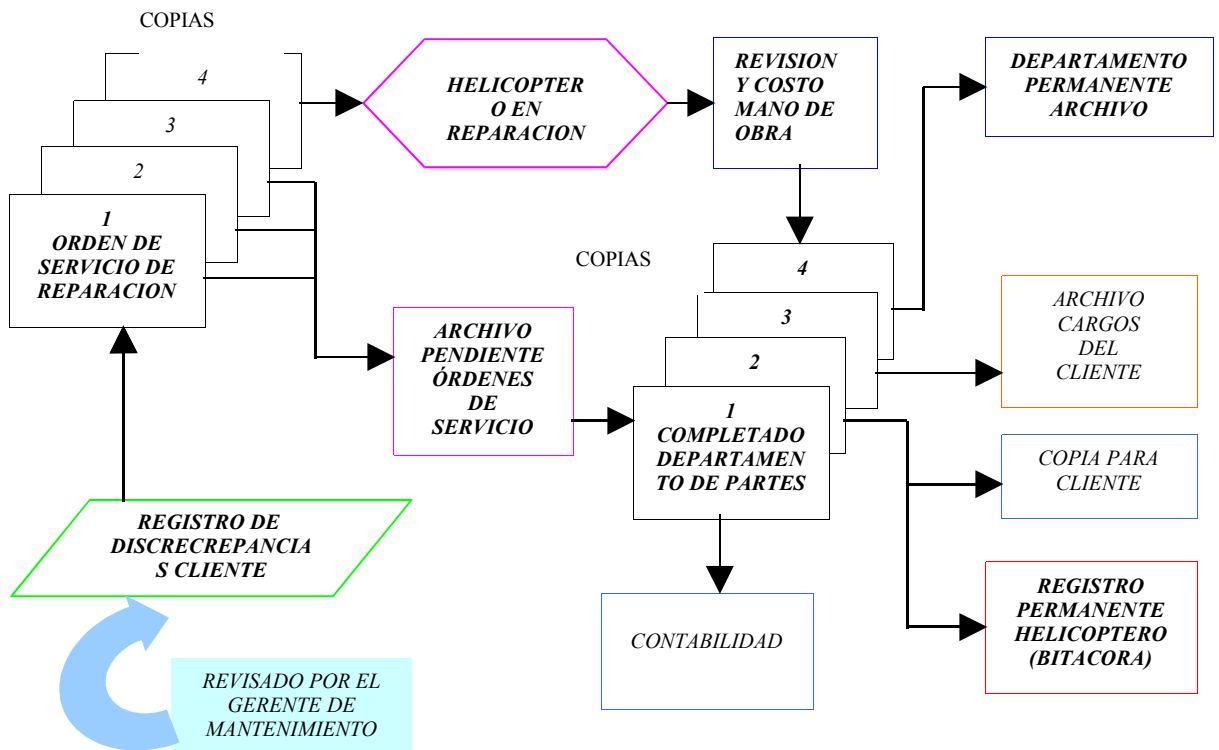 COPIAS
4
3
2
1
ORDEN DE
SERVICIO DE
REPARACION
HELICOPTER
O EN
REPARACION
REVISION
Y COSTO
MANO DE
OBRA
DEPARTAMENTO
PERMANENTE
ARCHIVO
COPIAS
4
3
2
1
COMPLETADO
DEPARTAMEN
TO DE PARTES
ARCHIVO
PENDIENTE
ÓRDENES
DE
SERVICIO
ARCHIVO
CARGOS
DEL
CLIENTE
COPIA PARA
CLIENTE
REGISTRO
PERMANENTE
HELICOPTERO
(BITACORA)
CONTABILIDAD
REGISTRO DE
DISCRECREPANCIA
S CLIENTE
REVISADO POR EL
GERENTE DE
MANTENIMIENTO